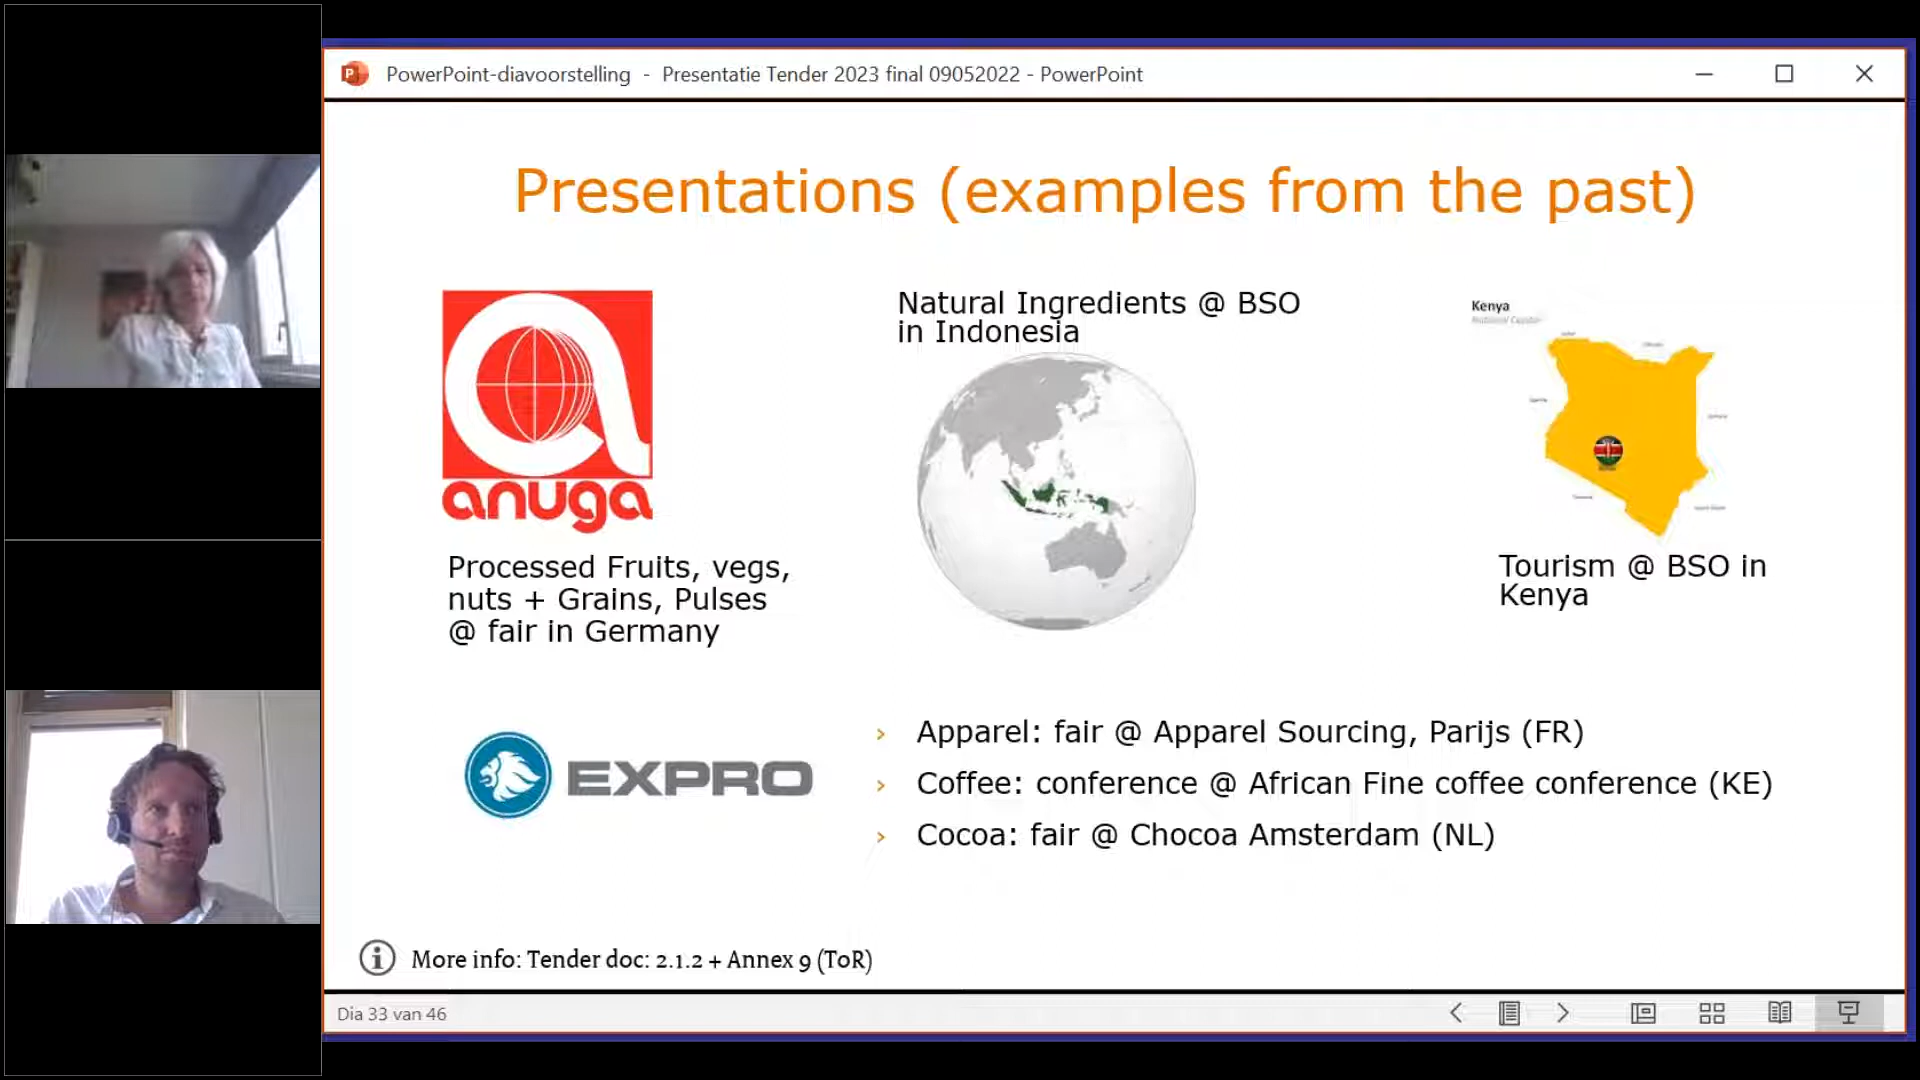 PowerPoint-diavoorstelling - Presentatie Tender 2023 final 09052022 - PowerPoint
Presentations (examples from the past)
anuga
Processed Fruits, vegs,
nuts + Grains, Pulses
@ fair in Germany
Natural Ingredients @ BSO
in Indonesia
Kenya
Tourism @ BSO in
Kenya
EXPRO
› Apparel: fair @ Apparel Sourcing, Parijs (FR)
› Coffee: conference @ African Fine coffee conference (KE)
› Cocoa: fair @ Chocoa Amsterdam (NL)
More info: Tender doc: 2.1.2 + Annex 9 (ToR)
Dia 33 van 46